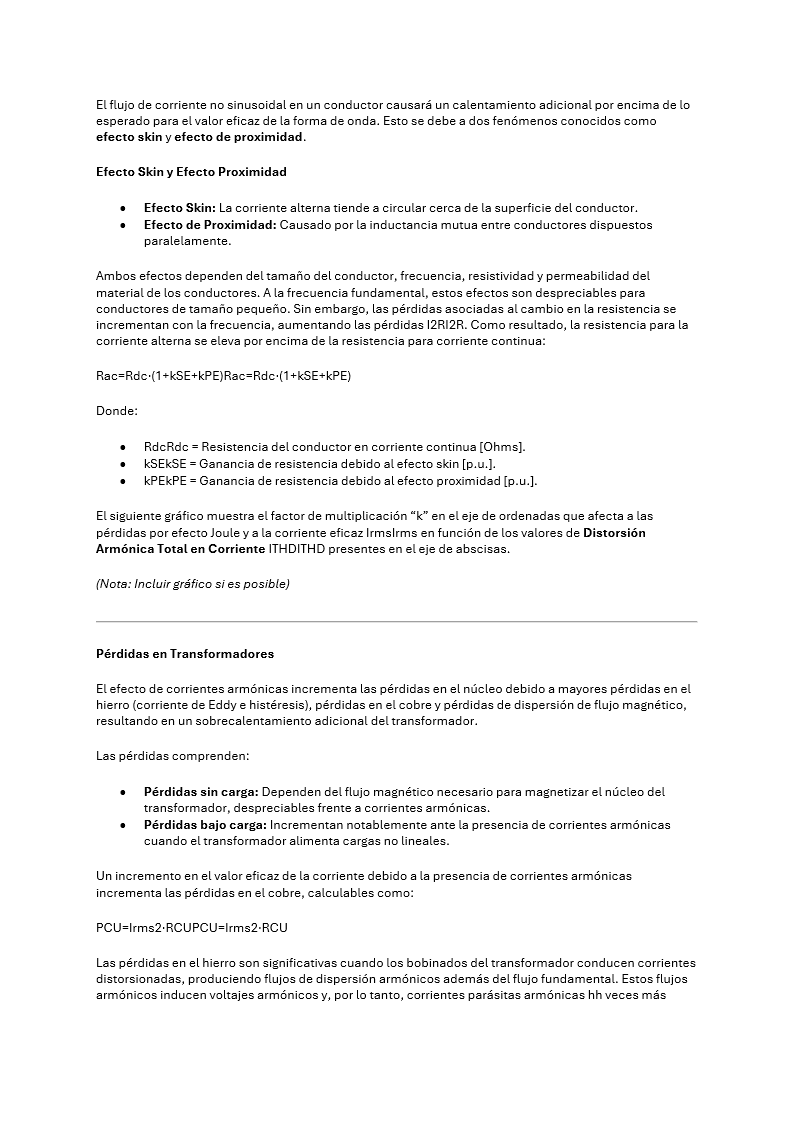 El flujo de corriente no sinusoidal en un conductor causará un calentamiento adicional por encima de lo
esperado para el valor eficaz de la forma de onda. Esto se debe a dos fenómenos conocidos como
efecto skin y efecto de proximidad.
Efecto Skin y Efecto Proximidad
• Efecto Skin: La corriente alterna tiende a circular cerca de la superficie del conductor.
• Efecto de Proximidad: Causado por la inductancia mutua entre conductores dispuestos
paralelamente.
Ambos efectos dependen del tamaño del conductor, frecuencia, resistividad y permeabilidad del
material de los conductores. A la frecuencia fundamental, estos efectos son despreciables para
conductores de tamaño pequeño. Sin embargo, las pérdidas asociadas al cambio en la resistencia se
incrementan con la frecuencia, aumentando las pérdidas I2RI2R. Como resultado, la resistencia para la
corriente alterna se eleva por encima de la resistencia para corriente continua:
Rac=Rdc·(1+kSE+kPE)Rac=Rdc·(1+kSE+kPE)
Donde:
• RdcRdc = Resistencia del conductor en corriente continua [Ohms].
• kSEkSE = Ganancia de resistencia debido al efecto skin [p.u.].
• kPEkPE = Ganancia de resistencia debido al efecto proximidad [p.u.].
El siguiente gráfico muestra el factor de multiplicación “k” en el eje de ordenadas que afecta a las
pérdidas por efecto Joule y a la corriente eficaz IrmsIrms en función de los valores de Distorsión
Armónica Total en Corriente ITHDITHD presentes en el eje de abscisas.
(Nota: Incluir gráfico si es posible)
Pérdidas en Transformadores
El efecto de corrientes armónicas incrementa las pérdidas en el núcleo debido a mayores pérdidas en el
hierro (corriente de Eddy e histéresis), pérdidas en el cobre y pérdidas de dispersión de flujo magnético,
resultando en un sobrecalentamiento adicional del transformador.
Las pérdidas comprenden:
• Pérdidas sin carga: Dependen del flujo magnético necesario para magnetizar el núcleo del
transformador, despreciables frente a corrientes armónicas.
• Pérdidas bajo carga: Incrementan notablemente ante la presencia de corrientes armónicas
cuando el transformador alimenta cargas no lineales.
Un incremento en el valor eficaz de la corriente debido a la presencia de corrientes armónicas
incrementa las pérdidas en el cobre, calculables como:
PCU=Irms2·RCUPCU=Irms2·RCU
Las pérdidas en el hierro son significativas cuando los bobinados del transformador conducen corrientes
distorsionadas, produciendo flujos de dispersión armónicos además del flujo fundamental. Estos flujos
armónicos inducen voltajes armónicos y, por lo tanto, corrientes parásitas armónicas hh veces más